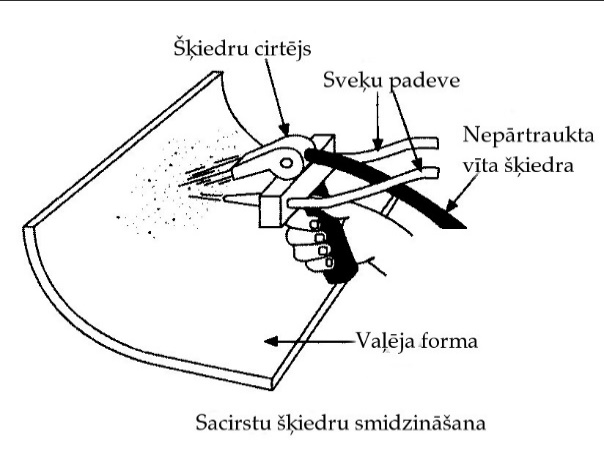 Šķiedru cirtējs
Sveķu padeve
Nepārtraukta
vīta šķiedra
Vaļēja forma
Sacirstu šķiedru smidzināšana